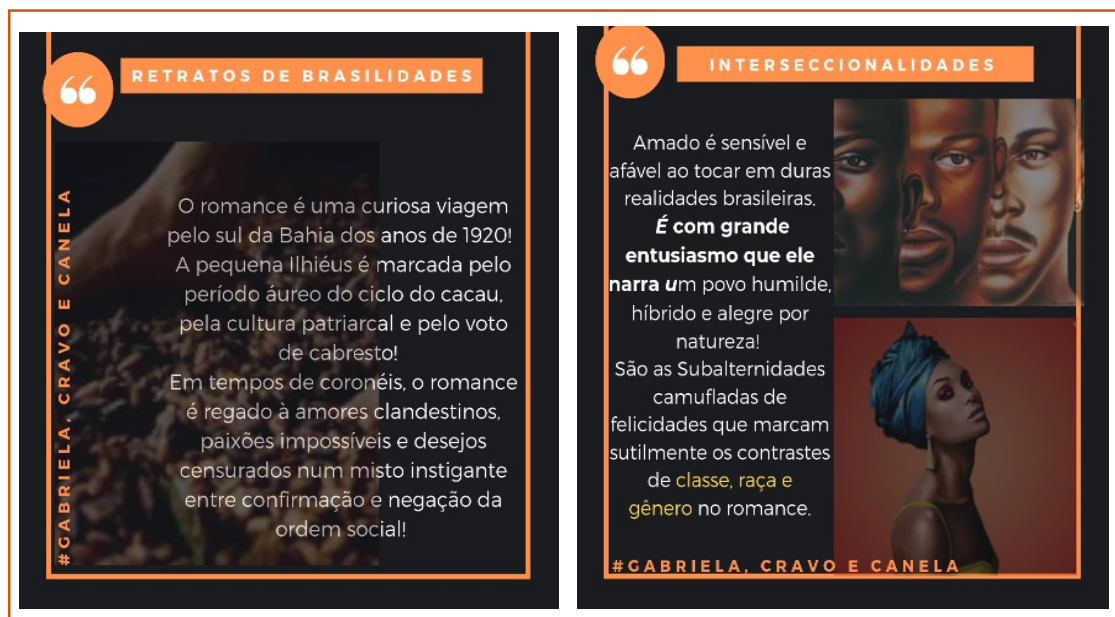 RETRATOS DE BRASILIDADES
#GABRIELA, CRAVO E CANELA
O romance é uma curiosa viagem
pelo sul da Bahia dos anos de 1920!
A pequena Ilhiéus é marcada pelo
período áureo do ciclo do cacau,
pela cultura patriarcal e pelo voto
de cabresto!
Em tempos de coronéis, o romance
é regado à amores clandestinos,
paixões impossíveis e desejos
censurados num misto instigante
entre confirmação e negação da
ordem social!
INTERSECCIONALIDADES
Amado é sensível e
afável ao tocar em duras
realidades brasileiras.
É com grande
entusiasmo que ele
narra um povo humilde,
híbrido e alegre por
natureza!
São as Subalternidades
camufladas de
felicidades que marcam
sutilmente os contrastes
de classe, raça e
gênero no romance.
#GABRIELA, CRAVO E CANELA